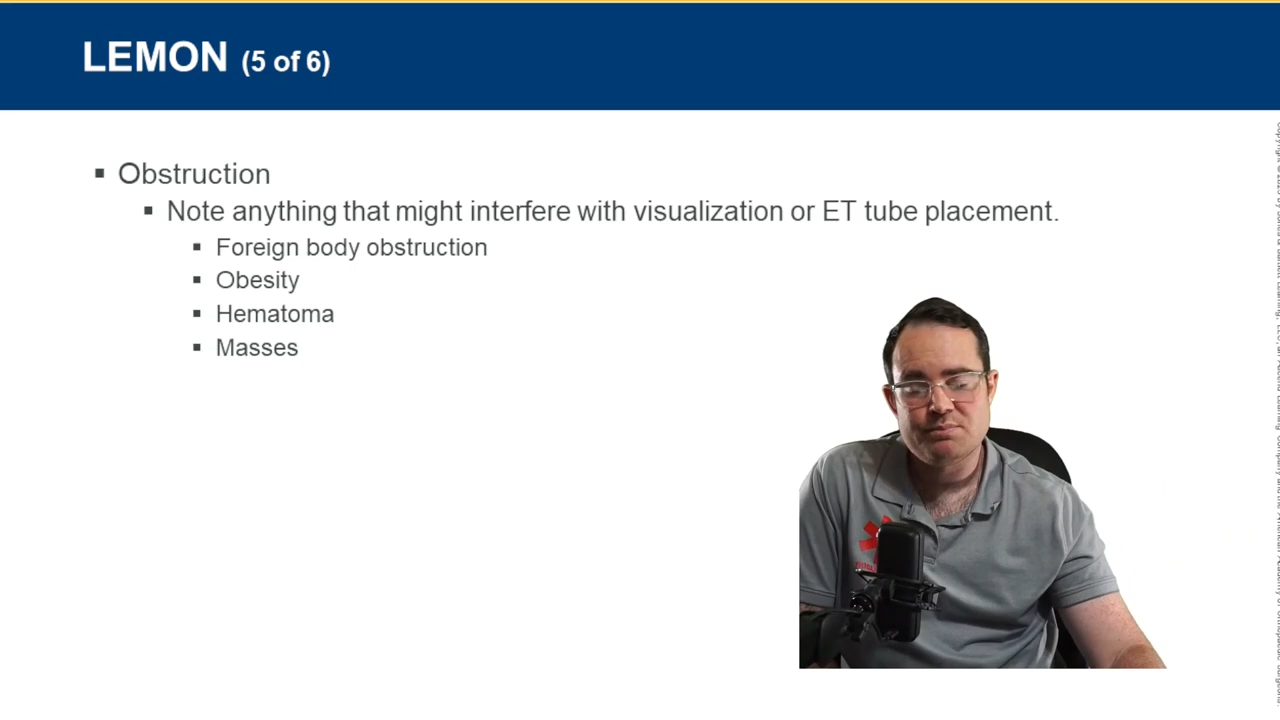 LEMON (5 of 6)
Obstruction
Note anything that might interfere with visualization or ET tube placement.
Foreign body obstruction
Obesity
Hematoma
Masses